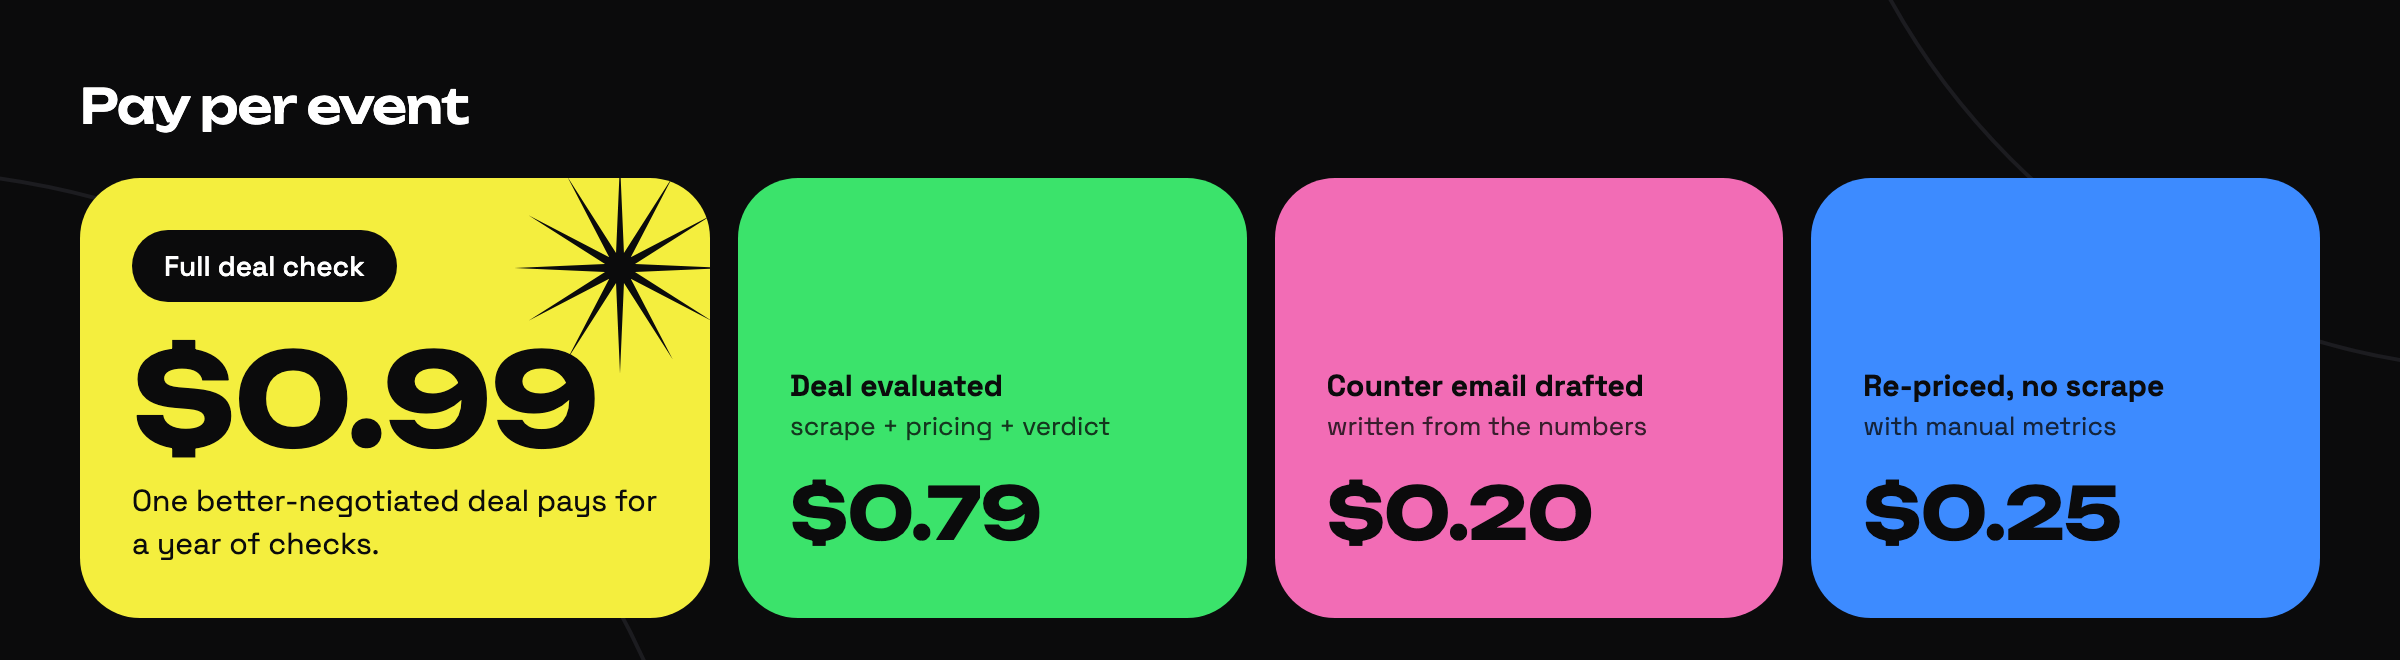 Pay per event
Full deal check
$0.99
One better-negotiated deal pays for
a year of checks.
Deal evaluated
scrape + pricing + verdict
$0.79
Counter email drafted
written from the numbers
$0.20
Re-priced, no scrape
with manual metrics
$0.25